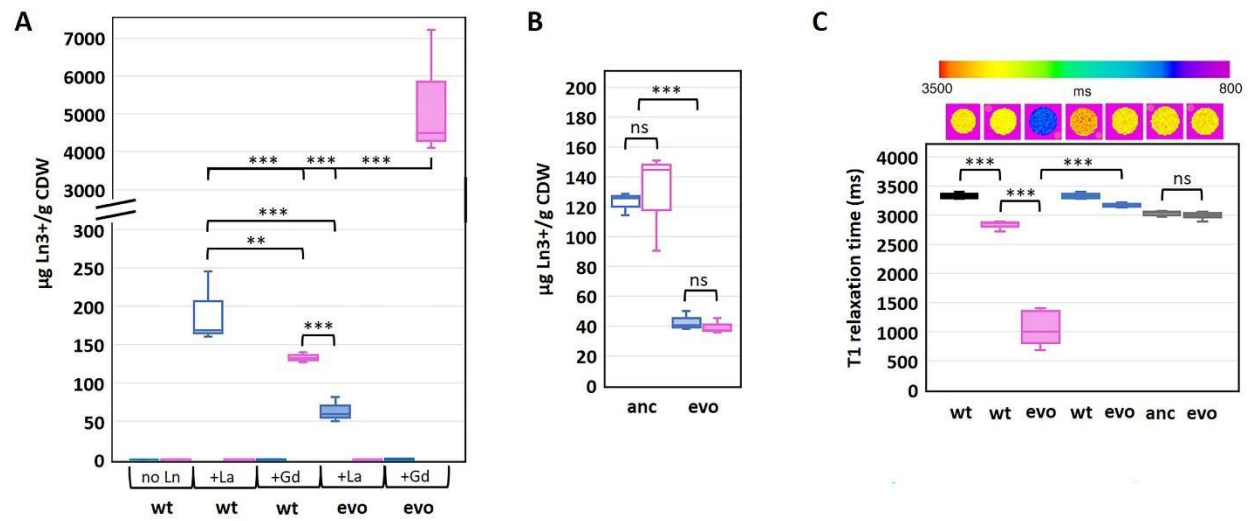 A
µg Ln3+/g CDW
7000
6000
5000
4000
3000
300
250
200
150
100
50
0
*** *** ***
***
**
***
no Ln +La +Gd +La +Gd
wt wt wt evo evo
B
µg Ln3+/g CDW
200
180
160
140
120
100
80
60
40
20
0
***
ns
ns
anc evo
C
3500 ms 800
T1 relaxation time (ms)
4000
3500
3000
2500
2000
1500
1000
500
0
*** *** *** ns
wt wt evo wt evo anc evo